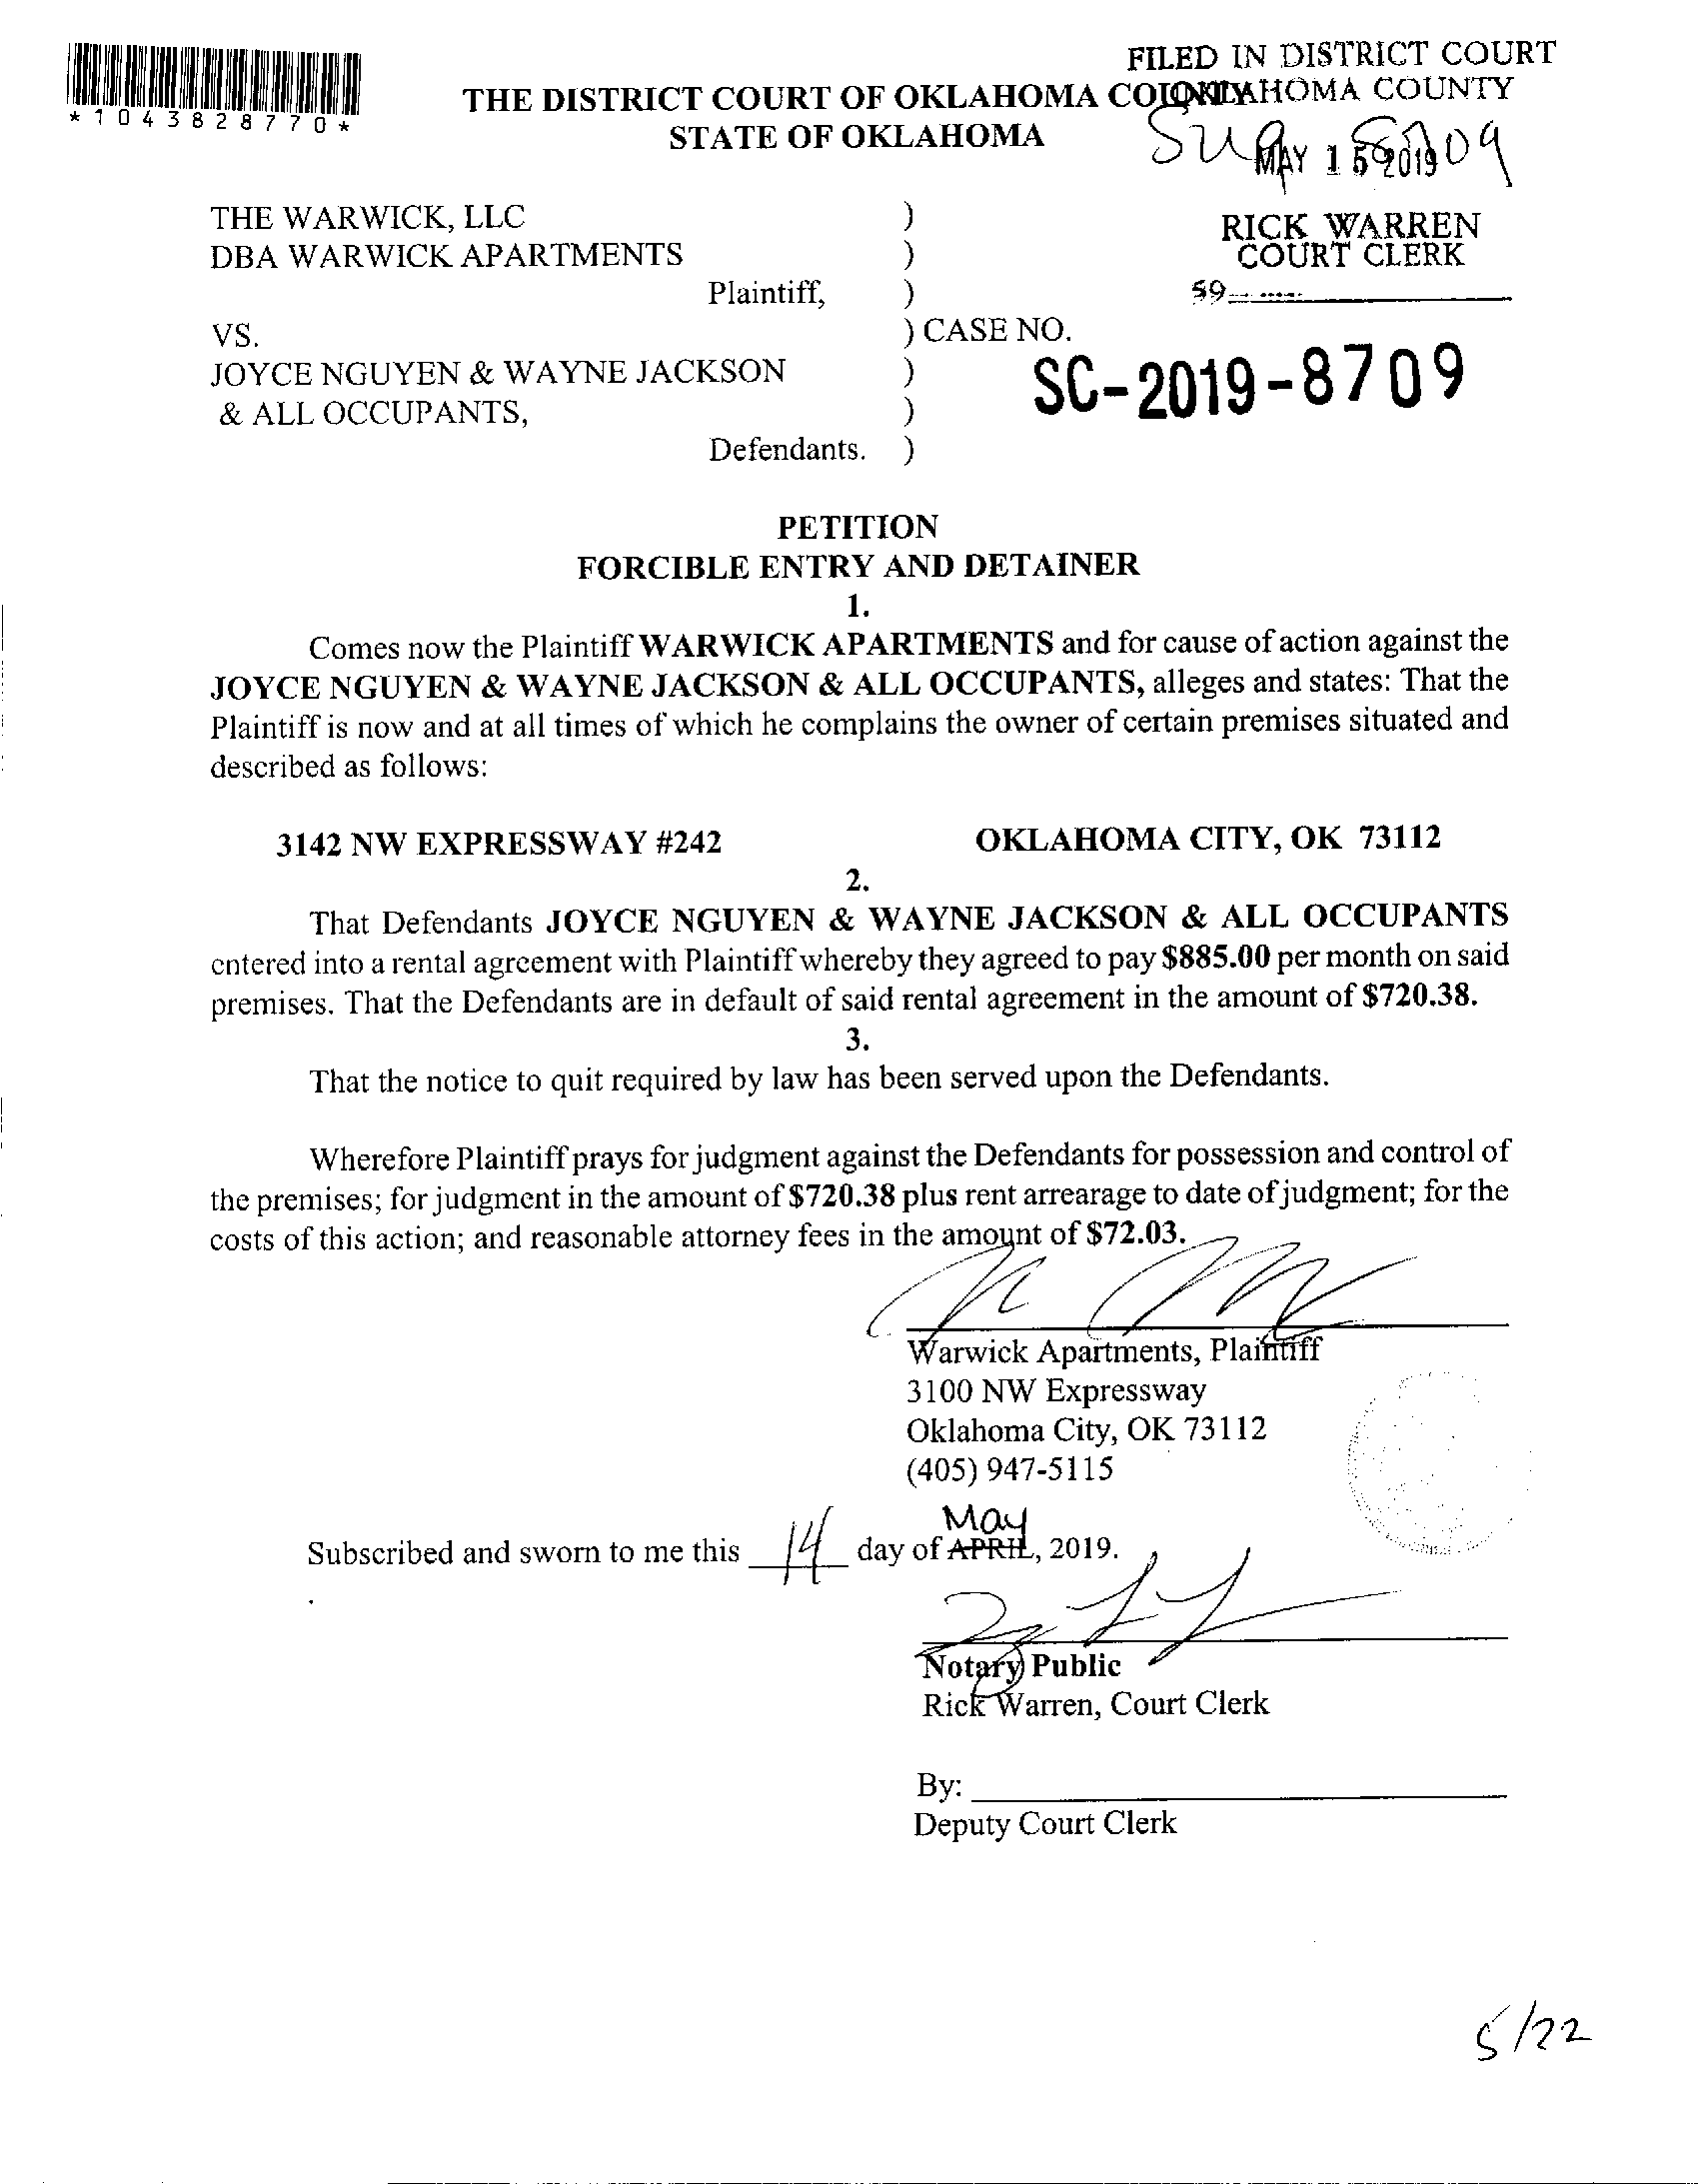 FILED IN DISTRICT COURT
OKLAHOMA COUNTY
*1043828770*
THE DISTRICT COURT OF OKLAHOMA COUNTY
STATE OF OKLAHOMA
MAY 15 2019
THE WARWICK, LLC )
DBA WARWICK APARTMENTS )
Plaintiff, )
RICK WARREN
COURT CLERK
59
VS. ) CASE NO.
JOYCE NGUYEN & WAYNE JACKSON )
SC-2019-8709
& ALL OCCUPANTS, )
Defendants. )
PETITION
FORCIBLE ENTRY AND DETAINER
1.
Comes now the Plaintiff WARWICK APARTMENTS and for cause of action against the
JOYCE NGUYEN & WAYNE JACKSON & ALL OCCUPANTS, alleges and states: That the
Plaintiff is now and at all times of which he complains the owner of certain premises situated and
described as follows:
3142 NW EXPRESSWAY #242 OKLAHOMA CITY, OK 73112
2.
That Defendants JOYCE NGUYEN & WAYNE JACKSON & ALL OCCUPANTS
entered into a rental agreement with Plaintiff whereby they agreed to pay $885.00 per month on said
premises. That the Defendants are in default of said rental agreement in the amount of $720.38.
3.
That the notice to quit required by law has been served upon the Defendants.
Wherefore Plaintiff prays for judgment against the Defendants for possession and control of
the premises; for judgment in the amount of $720.38 plus rent arrearage to date of judgment; for the
costs of this action; and reasonable attorney fees in the amount of $72.03.
Warwick Apartments, Plaintiff
3100 NW Expressway
Oklahoma City, OK 73112
(405) 947-5115
May
Subscribed and sworn to me this 14 day of APRIL, 2019.
Notary Public
Rick Warren, Court Clerk
By:
Deputy Court Clerk
5/22